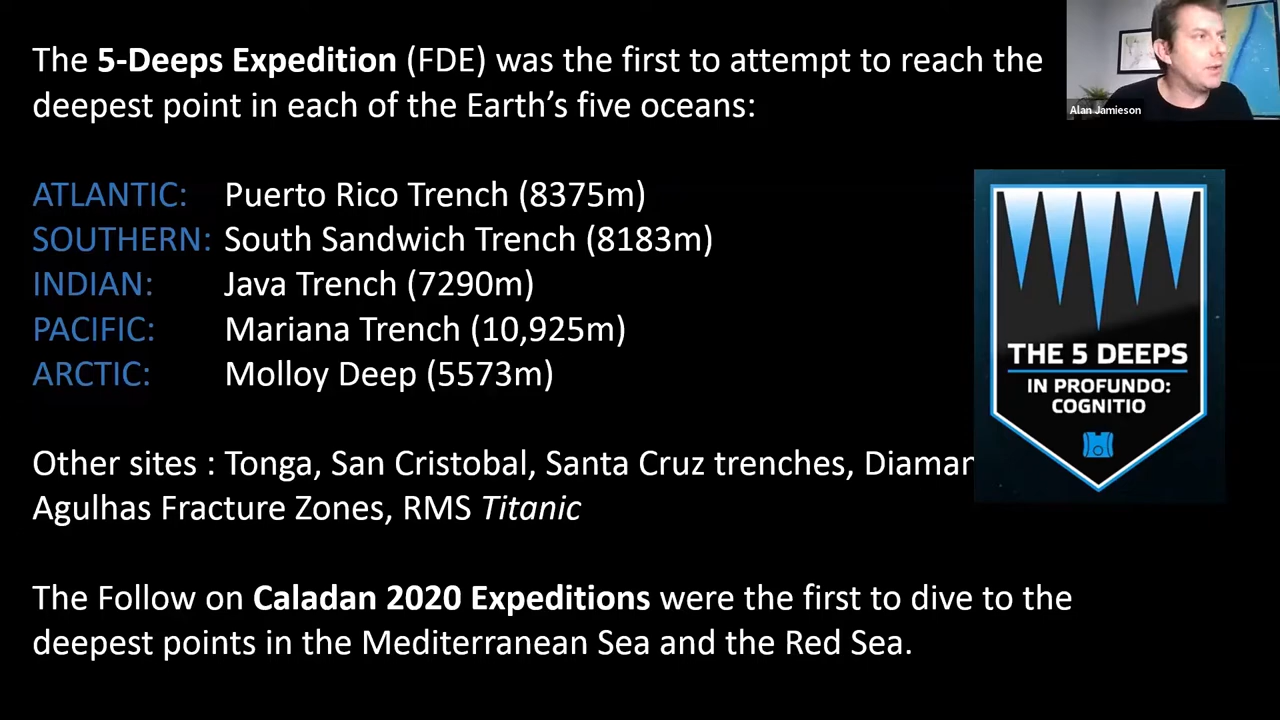 The 5-Deeps Expedition (FDE) was the first to attempt to reach the
deepest point in each of the Earth's five oceans:
Alan Jamieson
ATLANTIC: Puerto Rico Trench (8375m)
SOUTHERN: South Sandwich Trench (8183m)
INDIAN: Java Trench (7290m)
PACIFIC: Mariana Trench (10,925m)
ARCTIC: Molloy Deep (5573m)
THE 5 DEEPS
IN PROFUNDO:
COGNITIO
Other sites : Tonga, San Cristobal, Santa Cruz trenches,
Agulhas Fracture Zones, RMS Titanic
The Follow on Caladan 2020 Expeditions were the first to dive to the
deepest points in the Mediterranean Sea and the Red Sea.